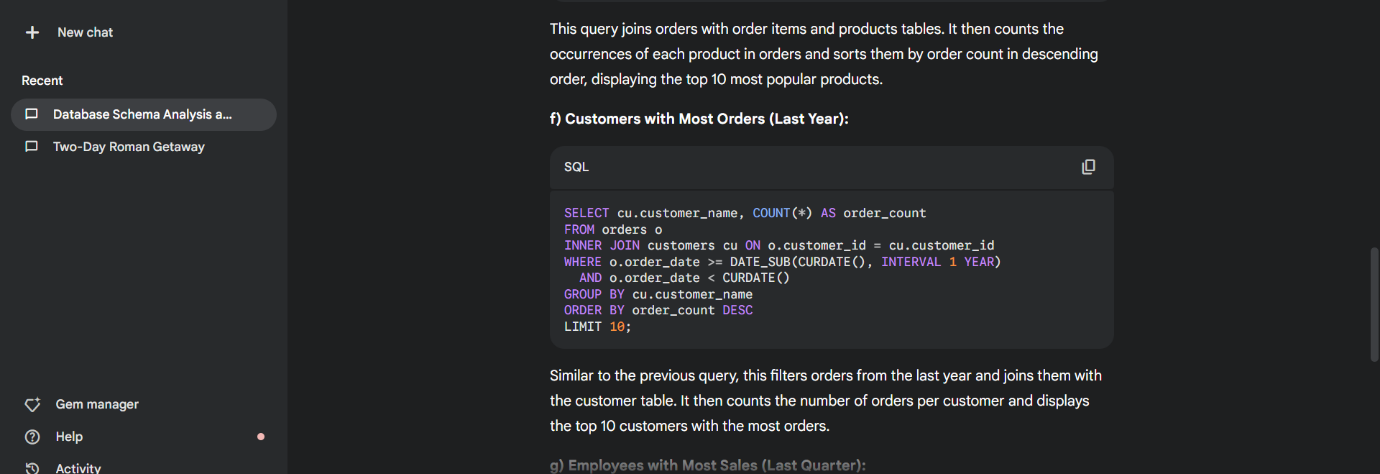 New chat
Recent
Database Schema Analysis a...
Two-Day Roman Getaway
Gem manager
Help
Activity
This query joins orders with order items and products tables. It then counts the
occurrences of each product in orders and sorts them by order count in descending
order, displaying the top 10 most popular products.
f) Customers with Most Orders (Last Year):
SQL
SELECT cu.customer_name, COUNT(*) AS order_count
FROM orders o
INNER JOIN customers cu ON o.customer_id = cu.customer_id
WHERE o.order_date >= DATE_SUB(CURDATE(), INTERVAL 1 YEAR)
  AND o.order_date < CURDATE()
GROUP BY cu.customer_name
ORDER BY order_count DESC
LIMIT 10;
Similar to the previous query, this filters orders from the last year and joins them with
the customer table. It then counts the number of orders per customer and displays
the top 10 customers with the most orders.
g) Employees with Most Sales (Last Quarter):